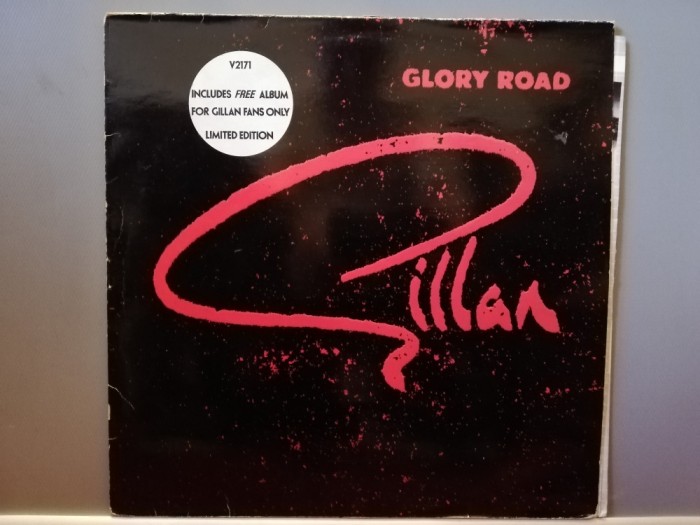 V2171
INCLUDES FREE ALBUM
FOR GILLAN FANS ONLY
LIMITED EDITION
GLORY ROAD
Gillan